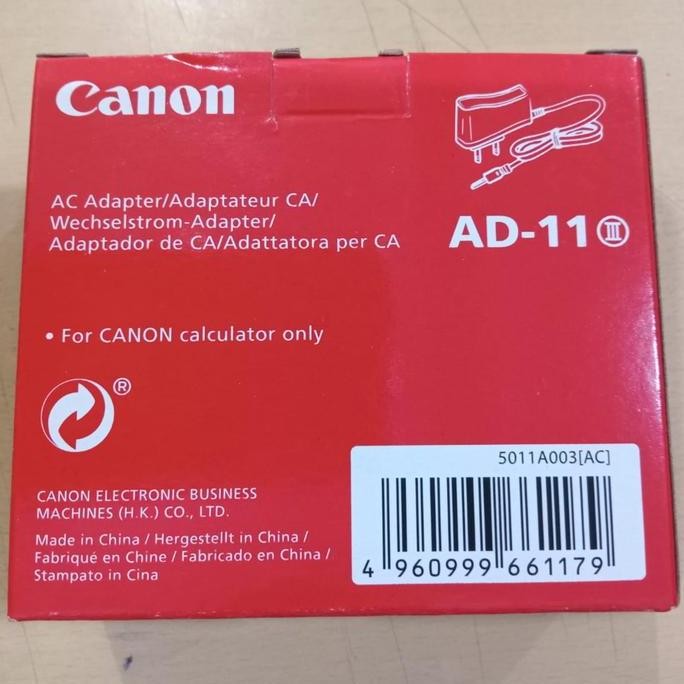 Canon
AC Adapter/Adaptateur CA/
Wechselstrom-Adapter/
Adaptador de CA/Adattatora per CA
AD-11 Ⅲ
• For CANON calculator only
®
CANON ELECTRONIC BUSINESS
MACHINES (H.K.) CO., LTD.
Made in China / Hergestellt in China /
Fabriqué en Chine / Fabricado en China /
Stampato in Cina
5011A003[AC]
4 960999 661179